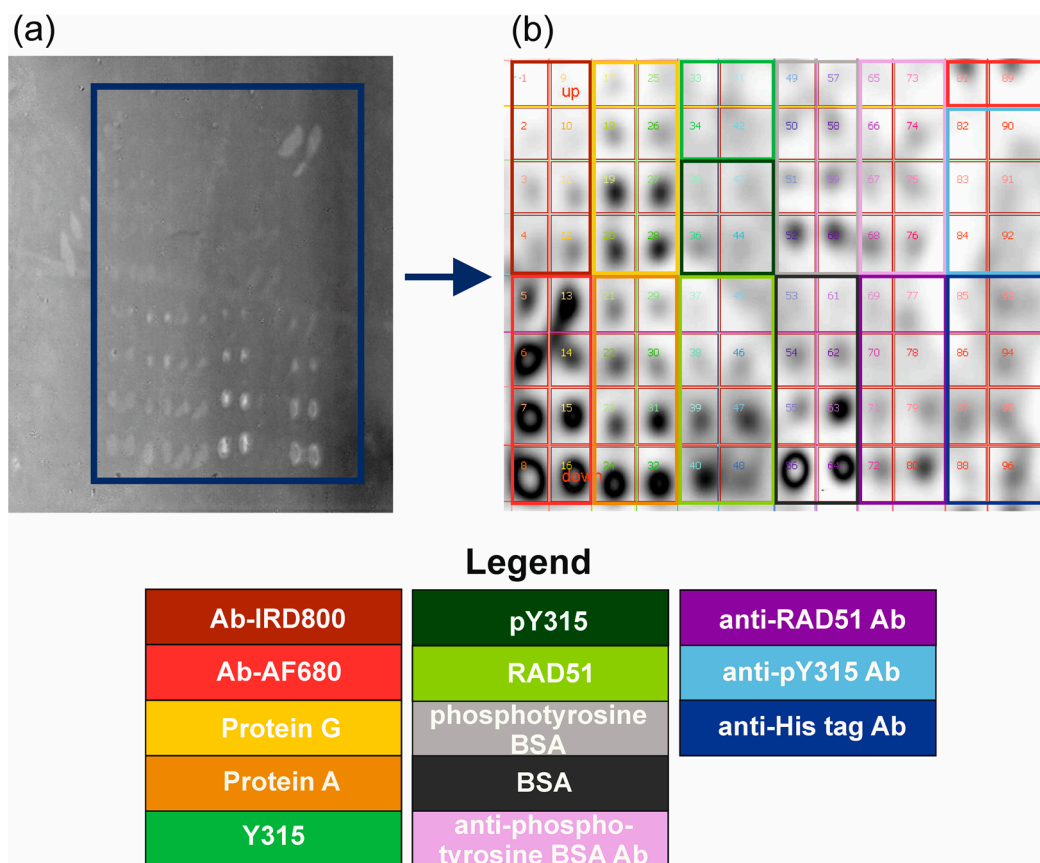 (a)
(b)
-1 9 25 33 49 57 65 73 89
up
2 10 18 26 34 42 50 58 66 74 82 90
3 19 51 67 75 83 91
4 12 20 28 36 44 52 60 68 76 84 92
5 13 21 29 37 53 61 69 77 85
6 14 22 30 38 46 54 62 70 78 86 94
7 15 31 39 47 55 63 79
8 16 24 32 40 48 56 64 72 80 88 96
down
Legend
Ab-IRD800
Ab-AF680
Protein G
Protein A
Y315
pY315
RAD51
phosphotyrosine
BSA
BSA
anti-phospho-
tyrosine BSA Ab
anti-RAD51 Ab
anti-pY315 Ab
anti-His tag Ab